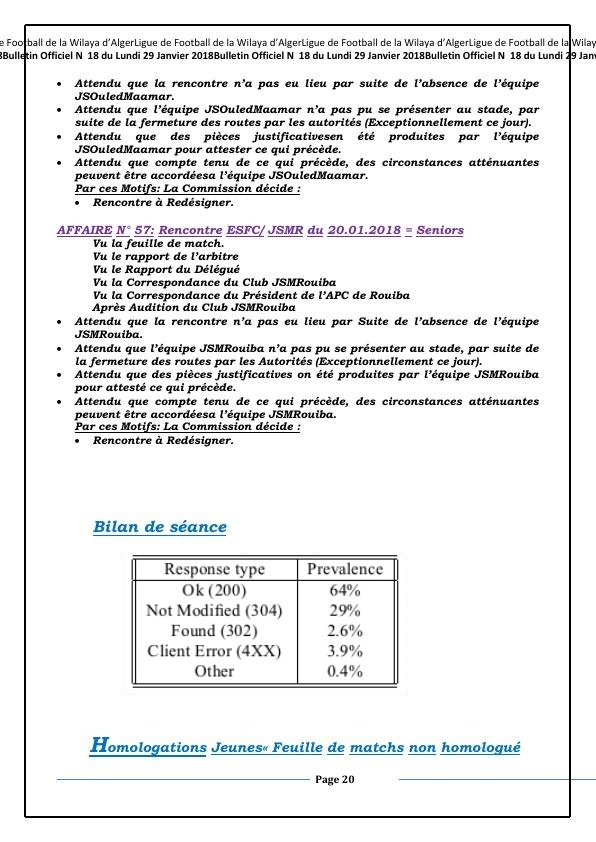 e Football de la Wilaya d'AlgerLigue de Football de la Wilaya d'AlgerLigue de Football de la Wilaya d'AlgerLigue de Football de la Wilay
8Bulletin Officiel N 18 du Lundi 29 Janvier 2018Bulletin Officiel N 18 du Lundi 29 Janvier 2018Bulletin Officiel N 18 du Lundi 29 Janv
• Attendu que la rencontre n'a pas eu lieu par suite de l'absence de l'équipe
JSOuledMaamar.
• Attendu que l'équipe JSOuledMaamar n'a pas pu se présenter au stade, par
suite de la fermeture des routes par les autorités (Exceptionnellement ce jour).
• Attendu que des pièces justificativesen été produites par l'équipe
JSOuledMaamar pour attester ce qui précède.
• Attendu que compte tenu de ce qui précède, des circonstances atténuantes
peuvent être accordéesa l'équipe JSOuledMaamar.
Par ces Motifs: La Commission décide :
• Rencontre à Redésigner.
AFFAIRE N° 57: Rencontre ESFC/ JSMR du 20.01.2018 = Seniors
Vu la feuille de match.
Vu le rapport de l'arbitre
Vu le Rapport du Délégué
Vu la Correspondance du Club JSMRouiba
Vu la Correspondance du Président de l'APC de Rouiba
Après Audition du Club JSMRouiba
• Attendu que la rencontre n'a pas eu lieu par Suite de l'absence de l'équipe
JSMRouiba.
• Attendu que l'équipe JSMRouiba n'a pas pu se présenter au stade, par suite de
la fermeture des routes par les Autorités (Exceptionnellement ce jour).
• Attendu que des pièces justificatives on été produites par l'équipe JSMRouiba
pour attesté ce qui précède.
• Attendu que compte tenu de ce qui précède, des circonstances atténuantes
peuvent être accordéesa l'équipe JSMRouiba.
Par ces Motifs: La Commission décide :
• Rencontre à Redésigner.
Bilan de séance
Response type Prevalence
Ok (200) 64%
Not Modified (304) 29%
Found (302) 2.6%
Client Error (4XX) 3.9%
Other 0.4%
Homologations Jeunes« Feuille de matchs non homologué
Page 20